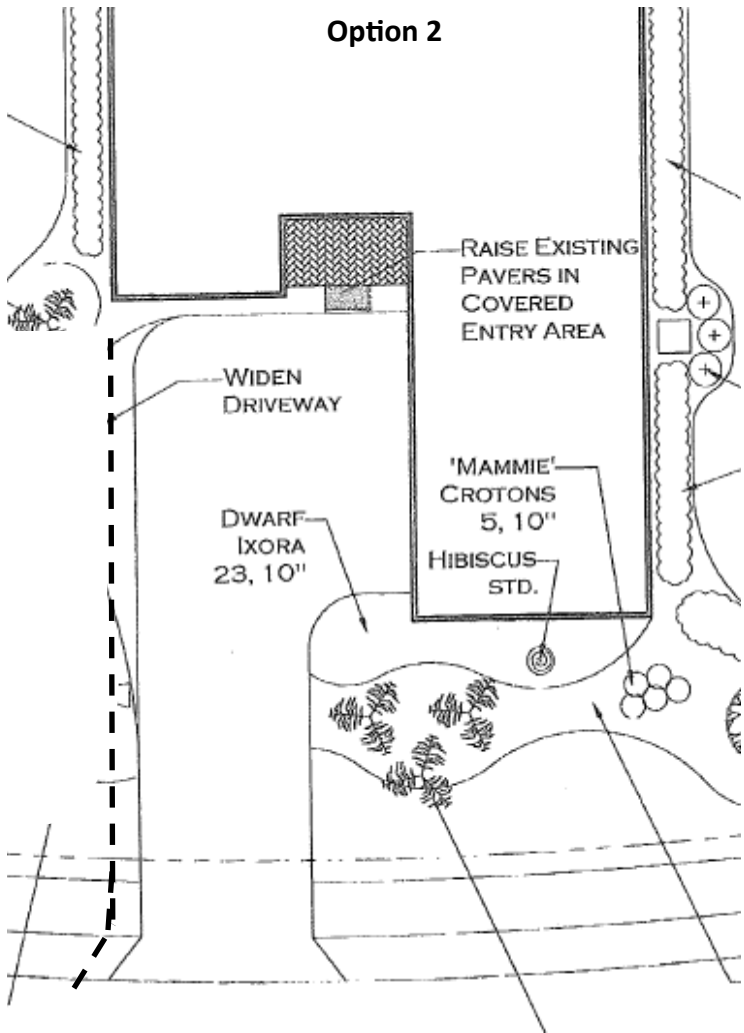 Option 2
RAISE EXISTING
PAVERS IN
COVERED
ENTRY AREA
WIDEN
DRIVEWAY
'MAMMIE'
CROTONS
5, 10"
DWARF
IXORA
23, 10"
HIBISCUS
STD.